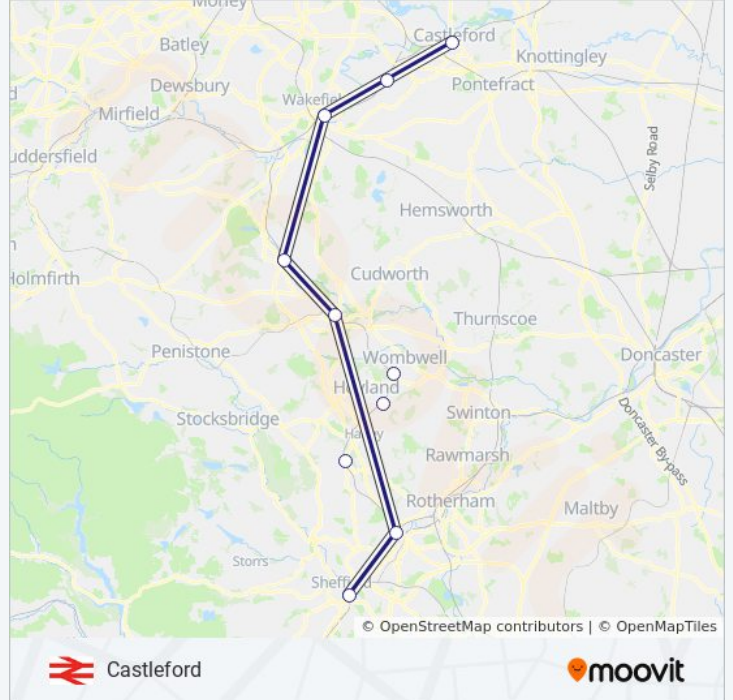 Morley
Batley
Castleford
Knottingley
Dewsbury
Pontefract
Wakefield
Mirfield
uddersfield
Selby Road
Hemsworth
Holmfirth
Cudworth
Thurnscoe
Penistone
Wombwell
Doncaster
Hoyland
Stocksbridge
Swinton
Doncaster By-pass
Harley
Rawmarsh
Rotherham
Maltby
Storrs
Sheffield
© OpenStreetMap contributors | © OpenMapTiles
Castleford
moovit